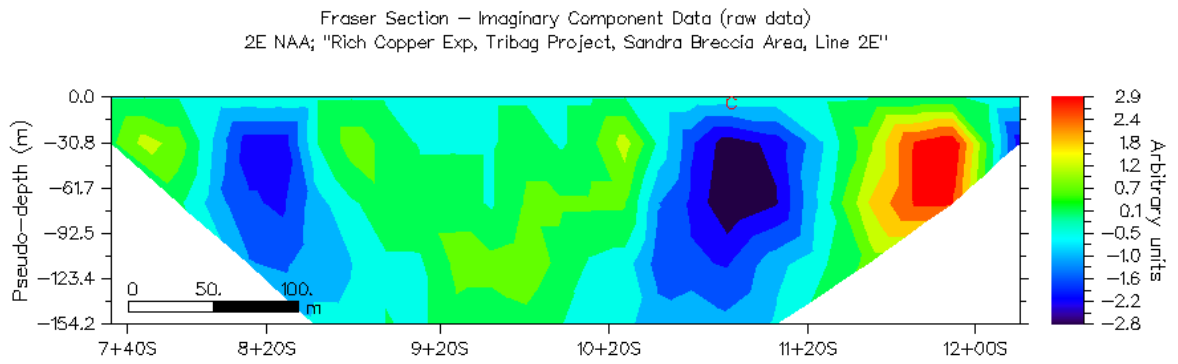 Fraser Section – Imaginary Component Data (raw data)
2E NAA; "Rich Copper Exp, Tribag Project, Sandra Breccia Area, Line 2E"
C
Pseudo-depth (m)
0.0
-30.8
-61.7
-92.5
-123.4
-154.2
0 50. 100.
m
7+40S 8+20S 9+20S 10+20S 11+20S 12+00S
2.9
2.4
1.8
1.2
0.7
0.1
-0.5
-1.0
-1.6
-2.2
-2.8
Arbitrary units